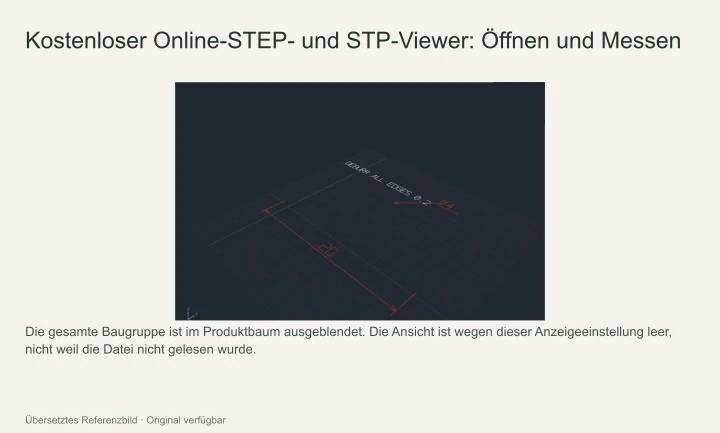 Kostenloser Online-STEP- und STP-Viewer: Öffnen und Messen
DEBURR ALL EDGES 0.2
Ø4
20
Die gesamte Baugruppe ist im Produktbaum ausgeblendet. Die Ansicht ist wegen dieser Anzeigeeinstellung leer,
nicht weil die Datei nicht gelesen wurde.
Übersetztes Referenzbild · Original verfügbar